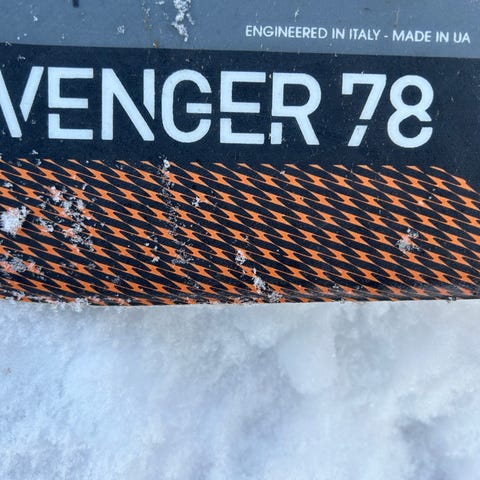 ENGINEERED IN ITALY - MADE IN UA
VENGER 78